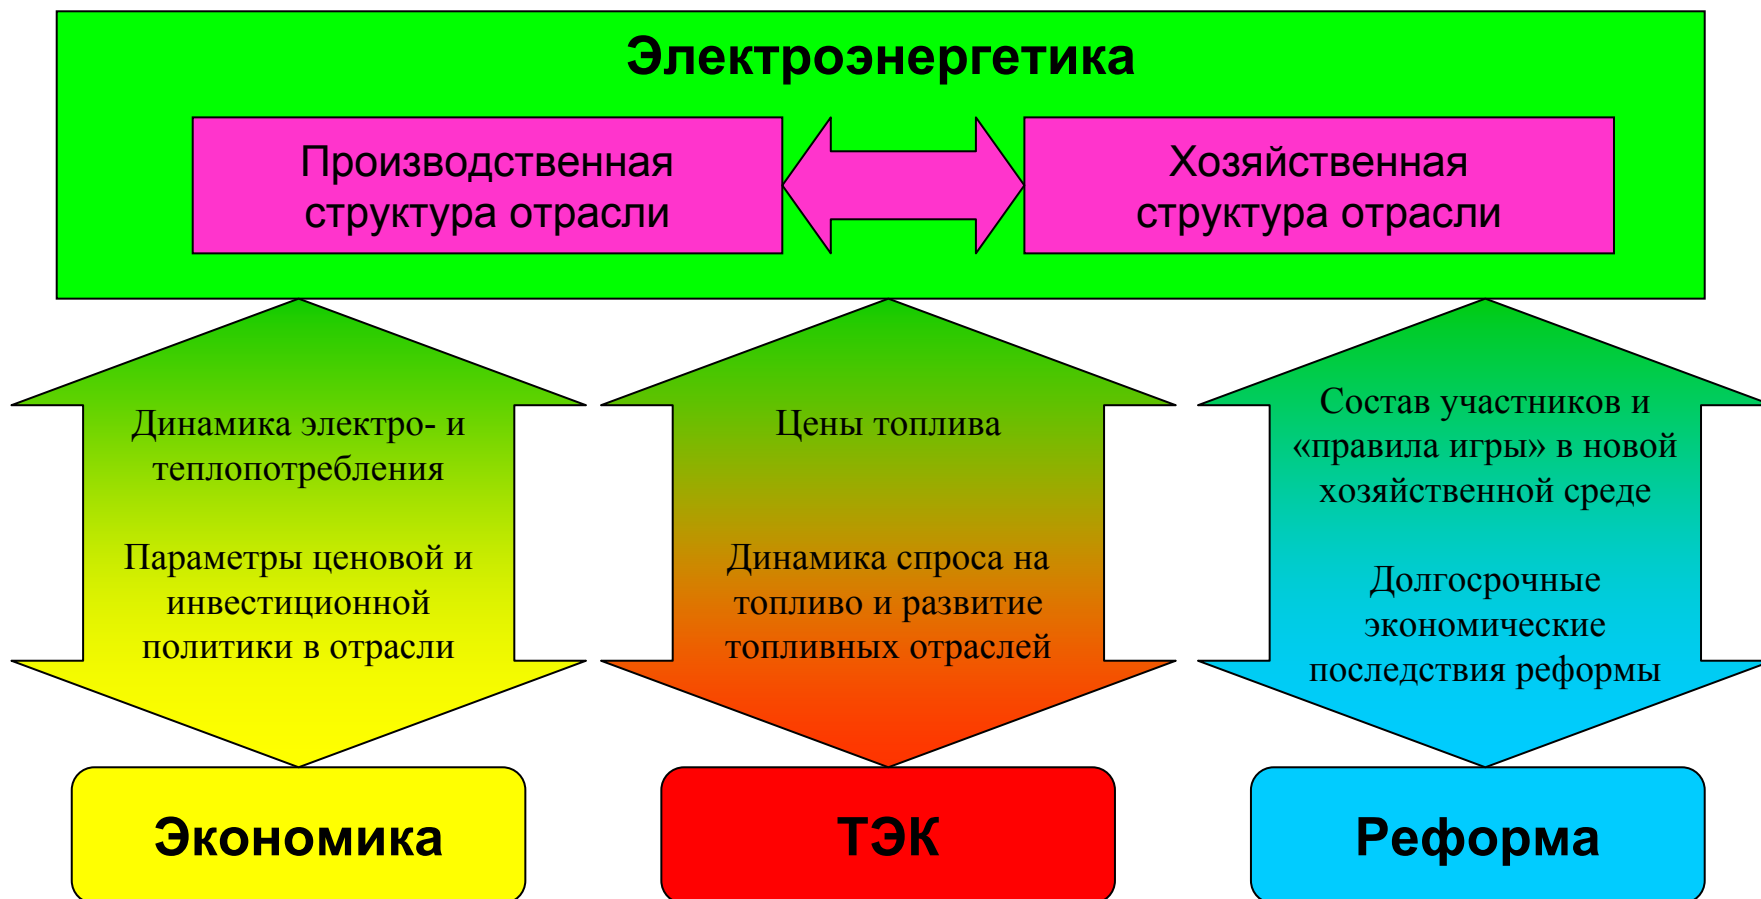 Электроэнергетика
Производственная
структура отрасли
Хозяйственная
структура отрасли
Динамика электро- и
теплопотребления
Параметры ценовой и
инвестиционной
политики в отрасли
Цены топлива
Динамика спроса на
топливо и развитие
топливных отраслей
Состав участников и
«правила игры» в новой
хозяйственной среде
Долгосрочные
экономические
последствия реформы
Экономика
ТЭК
Реформа